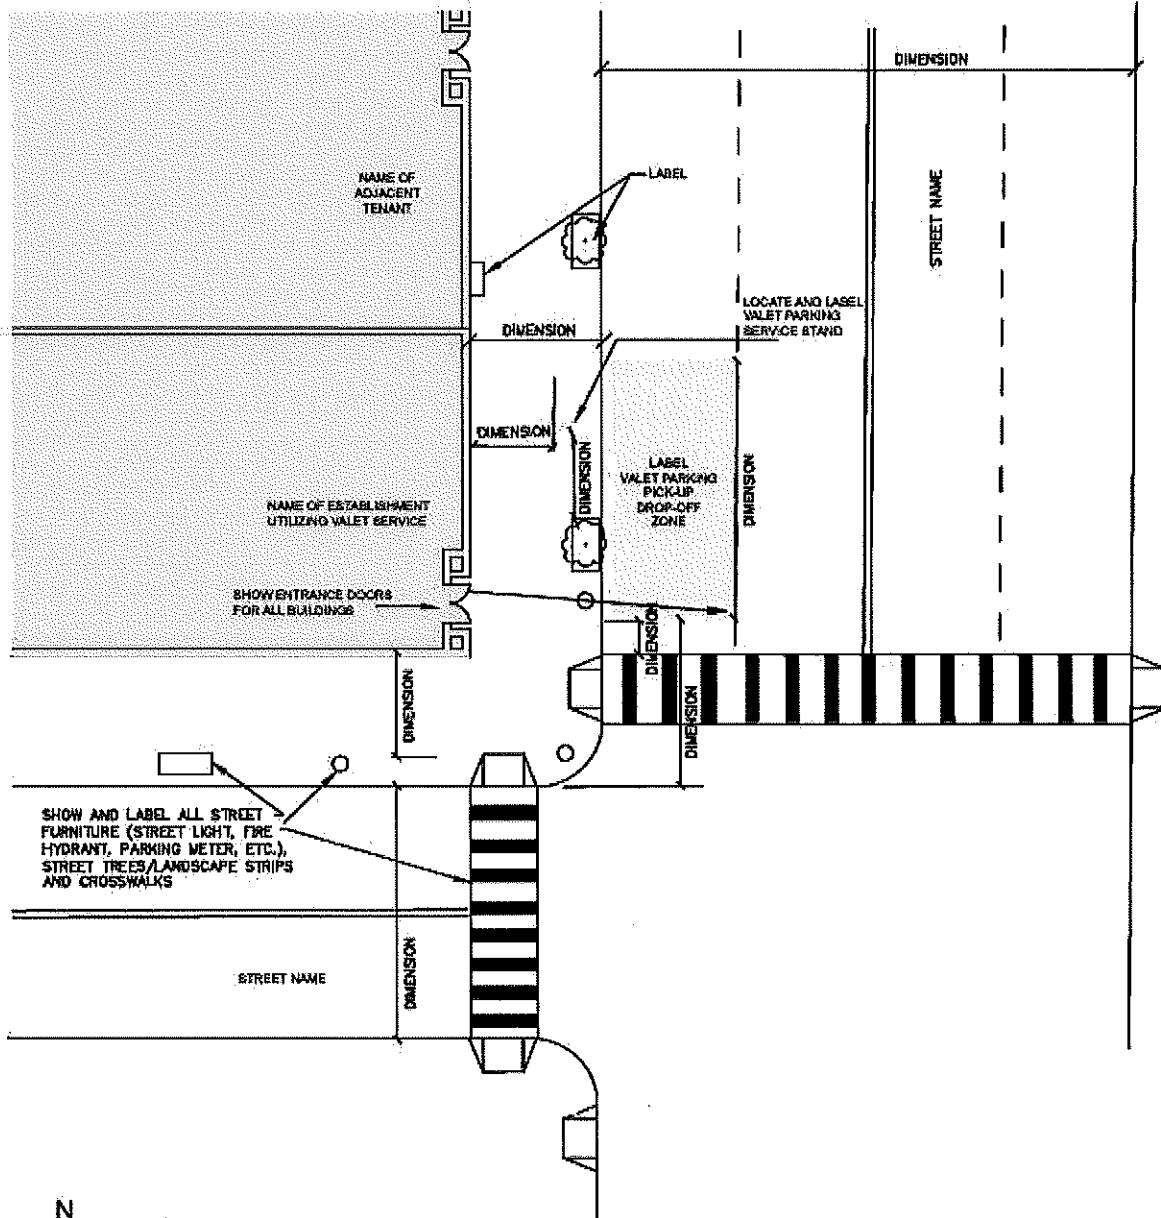 DIMENSION
NAME OF
ADJACENT
TENANT
LABEL
STREET NAME
LOCATE AND LABEL
VALET PARKING
SERVICE STAND
DIMENSION
DIMENSION
DIMENSION
LABEL
VALET PARKING
PICK-UP
DROP-OFF
ZONE
DIMENSION
NAME OF ESTABLISHMENT
UTILIZING VALET SERVICE
SHOW ENTRANCE DOORS
FOR ALL BUILDINGS
DIMENSION
DIMENSION
DIMENSION
SHOW AND LABEL ALL STREET
FURNITURE (STREET LIGHT, FIRE
HYDRANT, PARKING METER, ETC.),
STREET TREES/LANDSCAPE STRIPS
AND CROSSWALKS
DIMENSION
STREET NAME
N